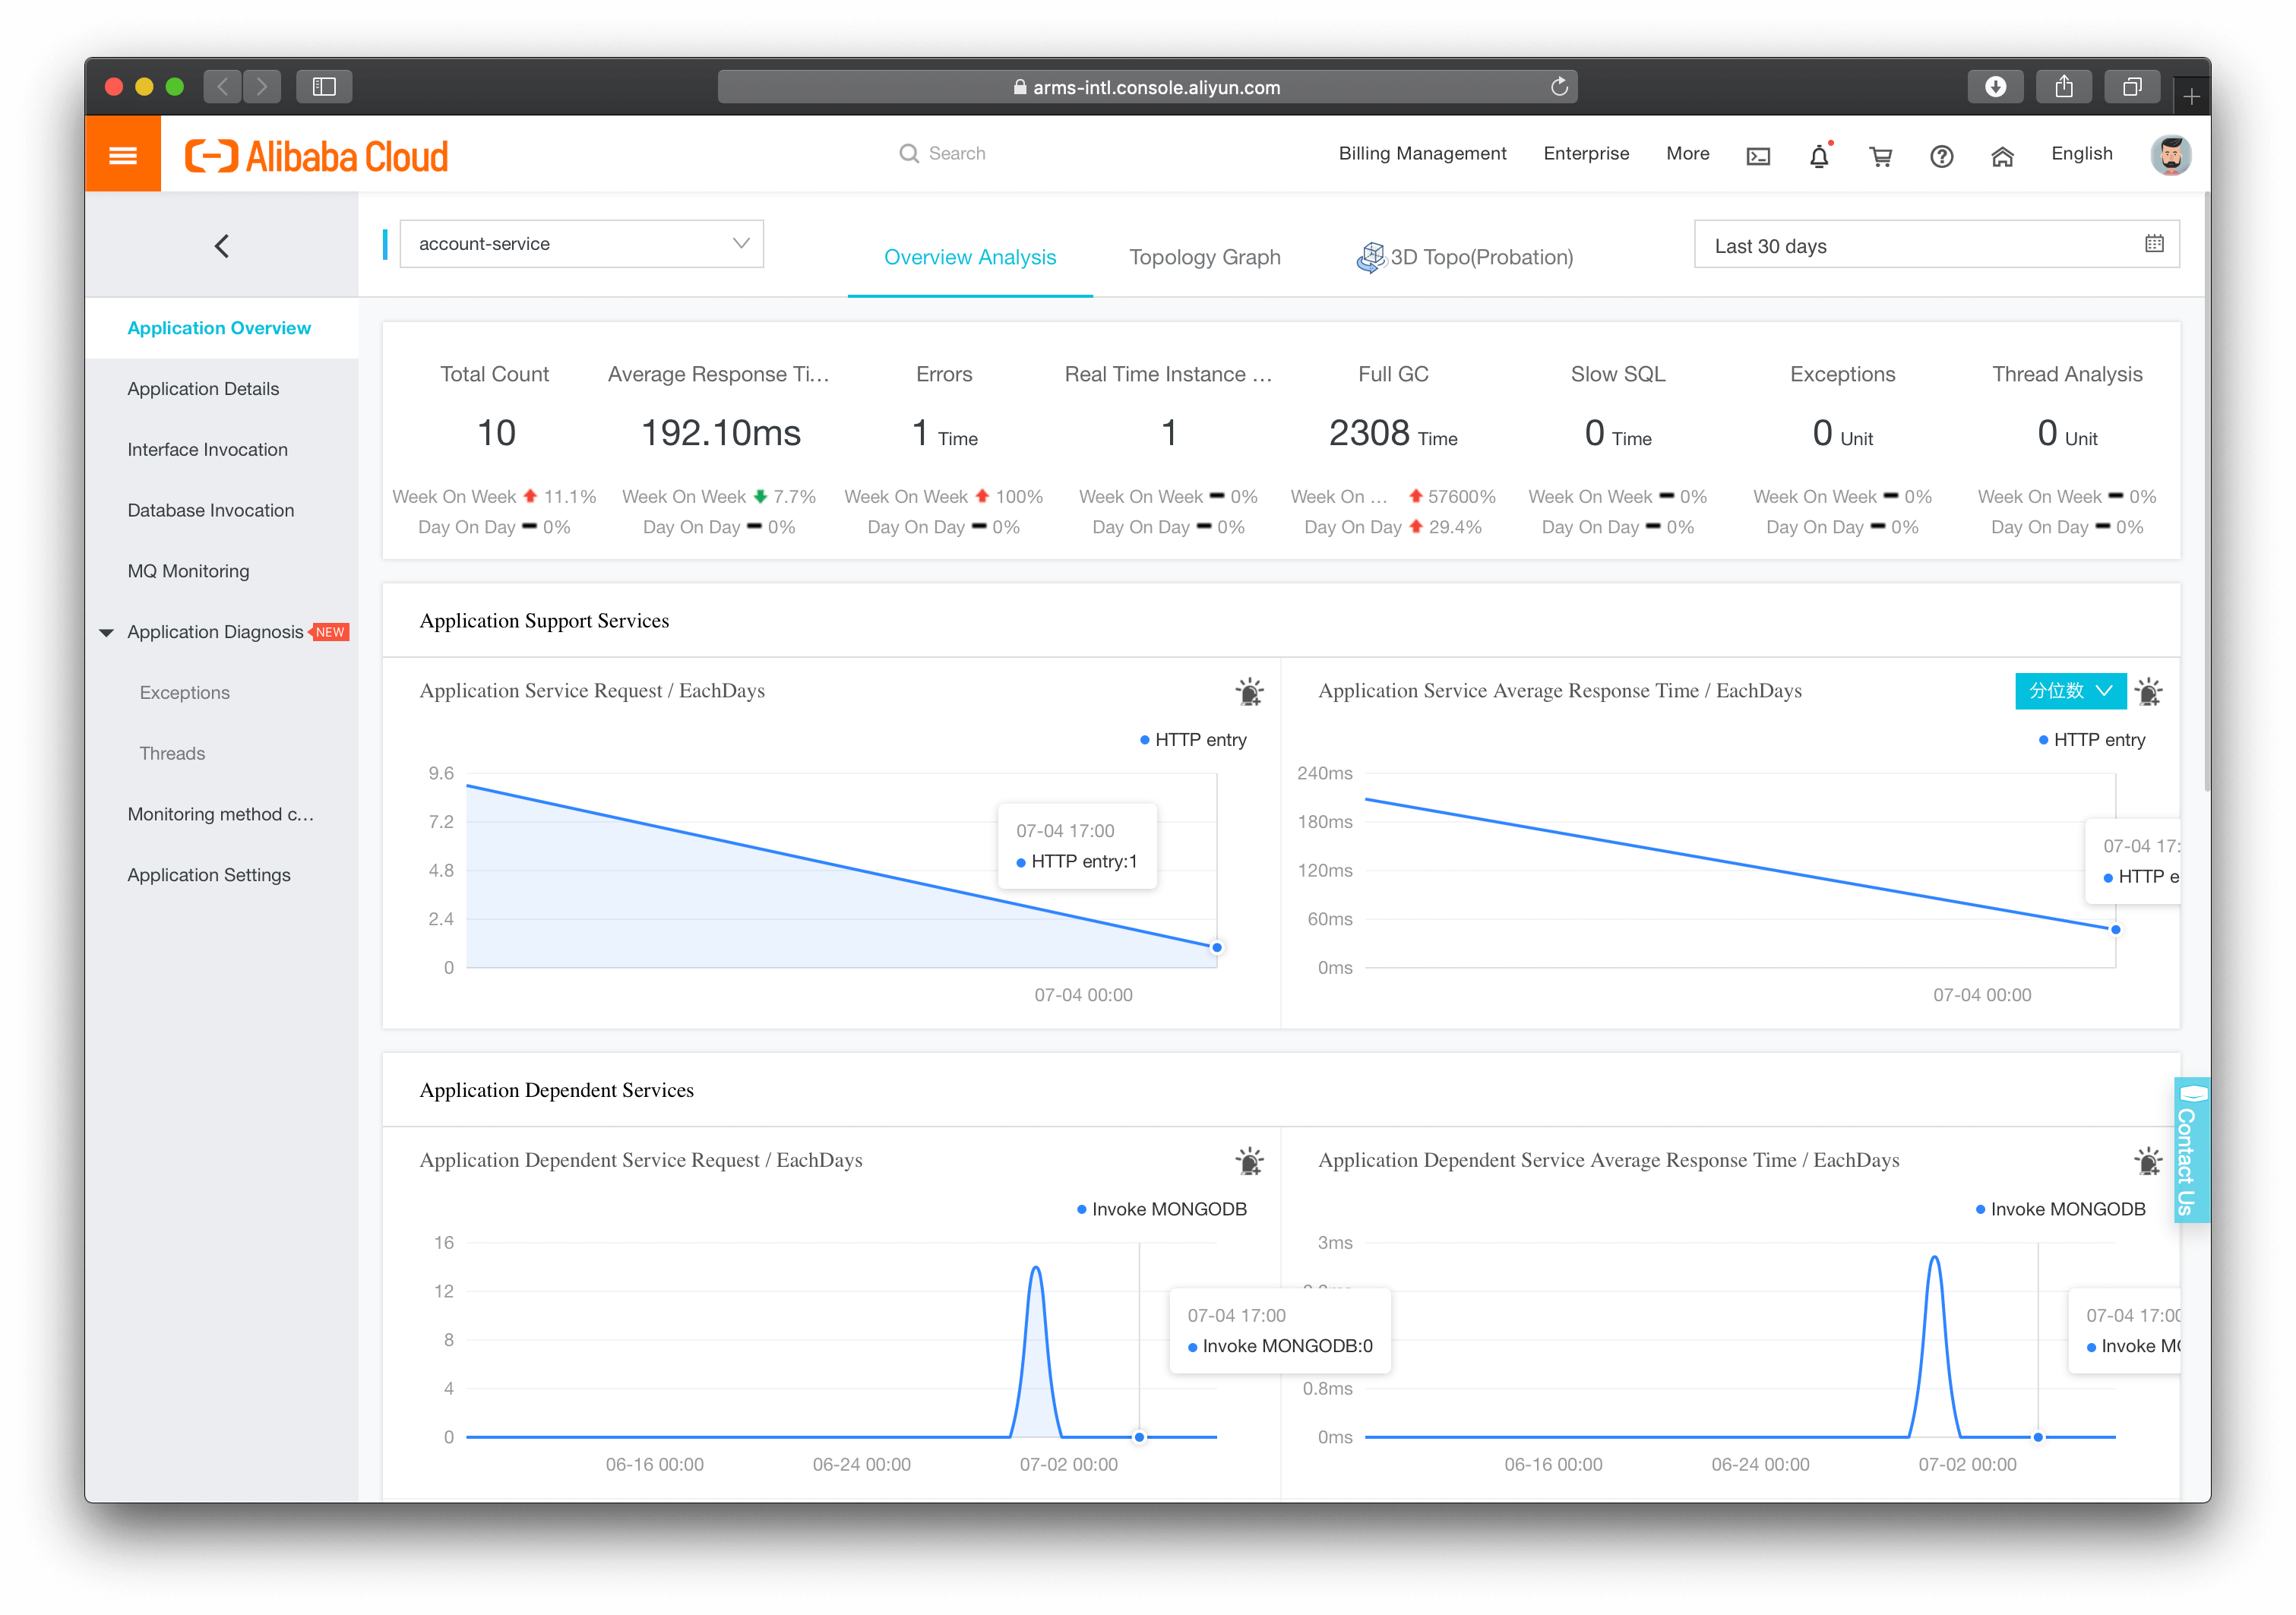 arms-intl.console.aliyun.com
Alibaba Cloud
Search
Billing Management
Enterprise
More
English
account-service
Overview Analysis
Topology Graph
3D Topo(Probation)
Last 30 days
Application Overview
Application Details
Interface Invocation
Database Invocation
MQ Monitoring
Application Diagnosis NEW
Exceptions
Threads
Monitoring method c...
Application Settings
Total Count
10
Week On Week 11.1%
Day On Day 0%
Average Response Ti...
192.10ms
Week On Week 7.7%
Day On Day 0%
Errors
1 Time
Week On Week 100%
Day On Day 0%
Real Time Instance ...
1
Week On Week 0%
Day On Day 0%
Full GC
2308 Time
Week On ... 57600%
Day On Day 29.4%
Slow SQL
0 Time
Week On Week 0%
Day On Day 0%
Exceptions
0 Unit
Week On Week 0%
Day On Day 0%
Thread Analysis
0 Unit
Week On Week 0%
Day On Day 0%
Application Support Services
Application Service Request / EachDays
HTTP entry
9.6
7.2
4.8
2.4
0
07-04 17:00
HTTP entry:1
07-04 00:00
Application Service Average Response Time / EachDays
分位数
HTTP entry
240ms
180ms
120ms
60ms
0ms
07-04 17:
HTTP e
07-04 00:00
Application Dependent Services
Application Dependent Service Request / EachDays
Invoke MONGODB
16
12
8
4
0
07-04 17:00
Invoke MONGODB:0
06-16 00:00
06-24 00:00
07-02 00:00
Application Dependent Service Average Response Time / EachDays
Invoke MONGODB
3ms
0.8ms
0ms
07-04 17:00
Invoke MO
06-16 00:00
06-24 00:00
07-02 00:00
Contact Us